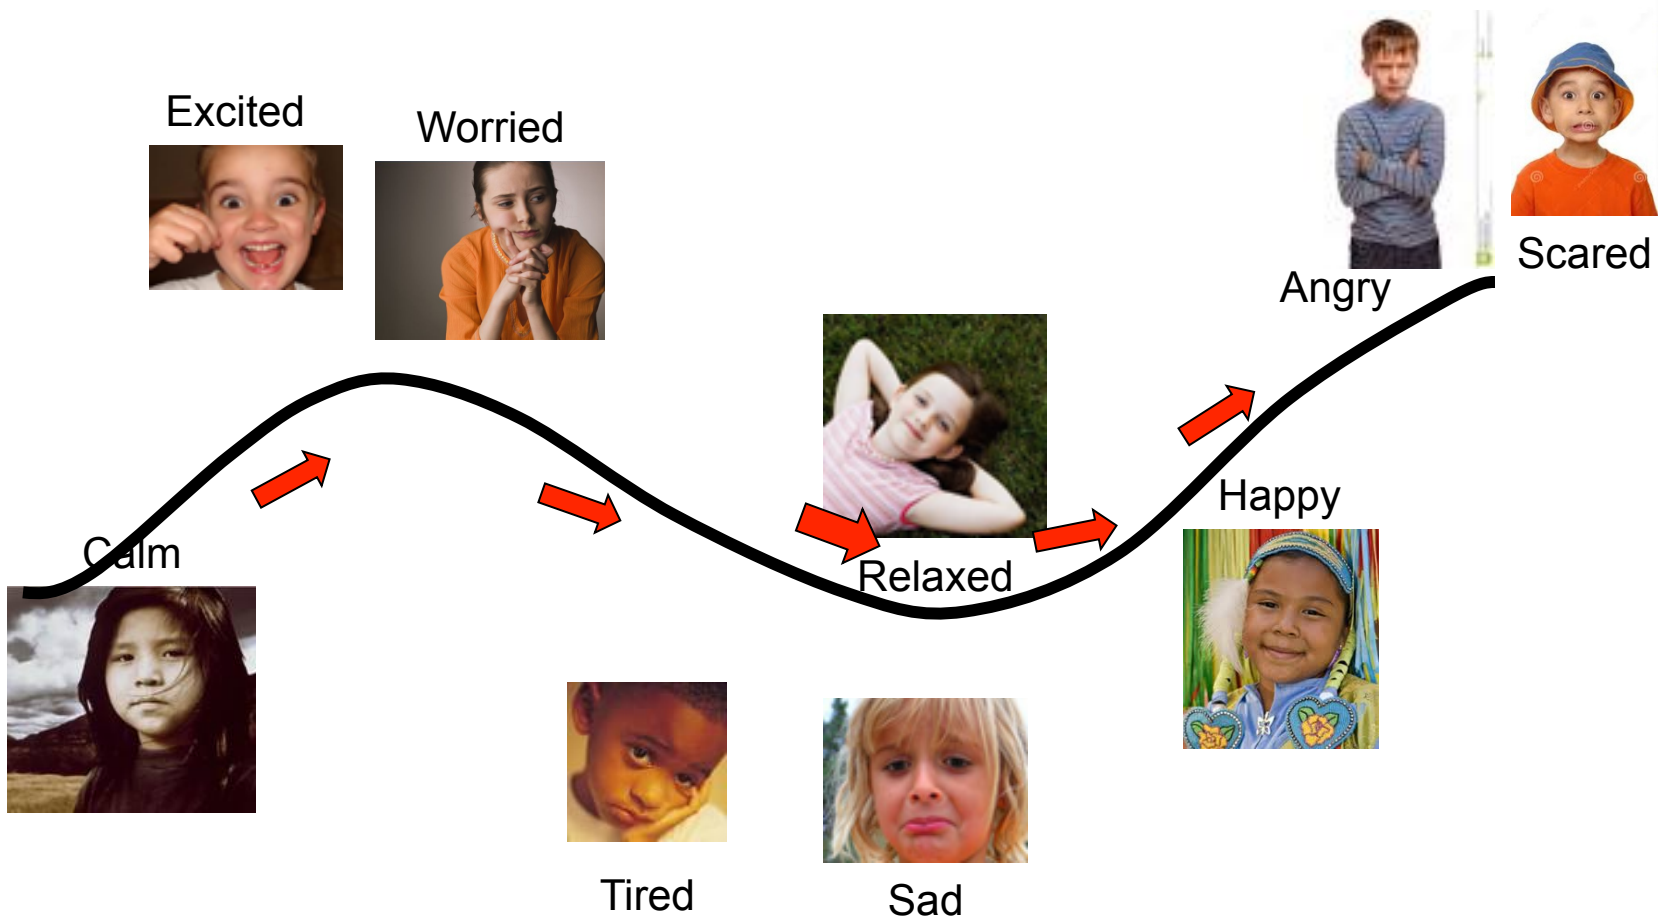 Excited
Worried
Scared
Angry
Happy
Calm
Relaxed
Tired
Sad